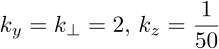 k_y = k_⊥ = 2, k_z = 1/50